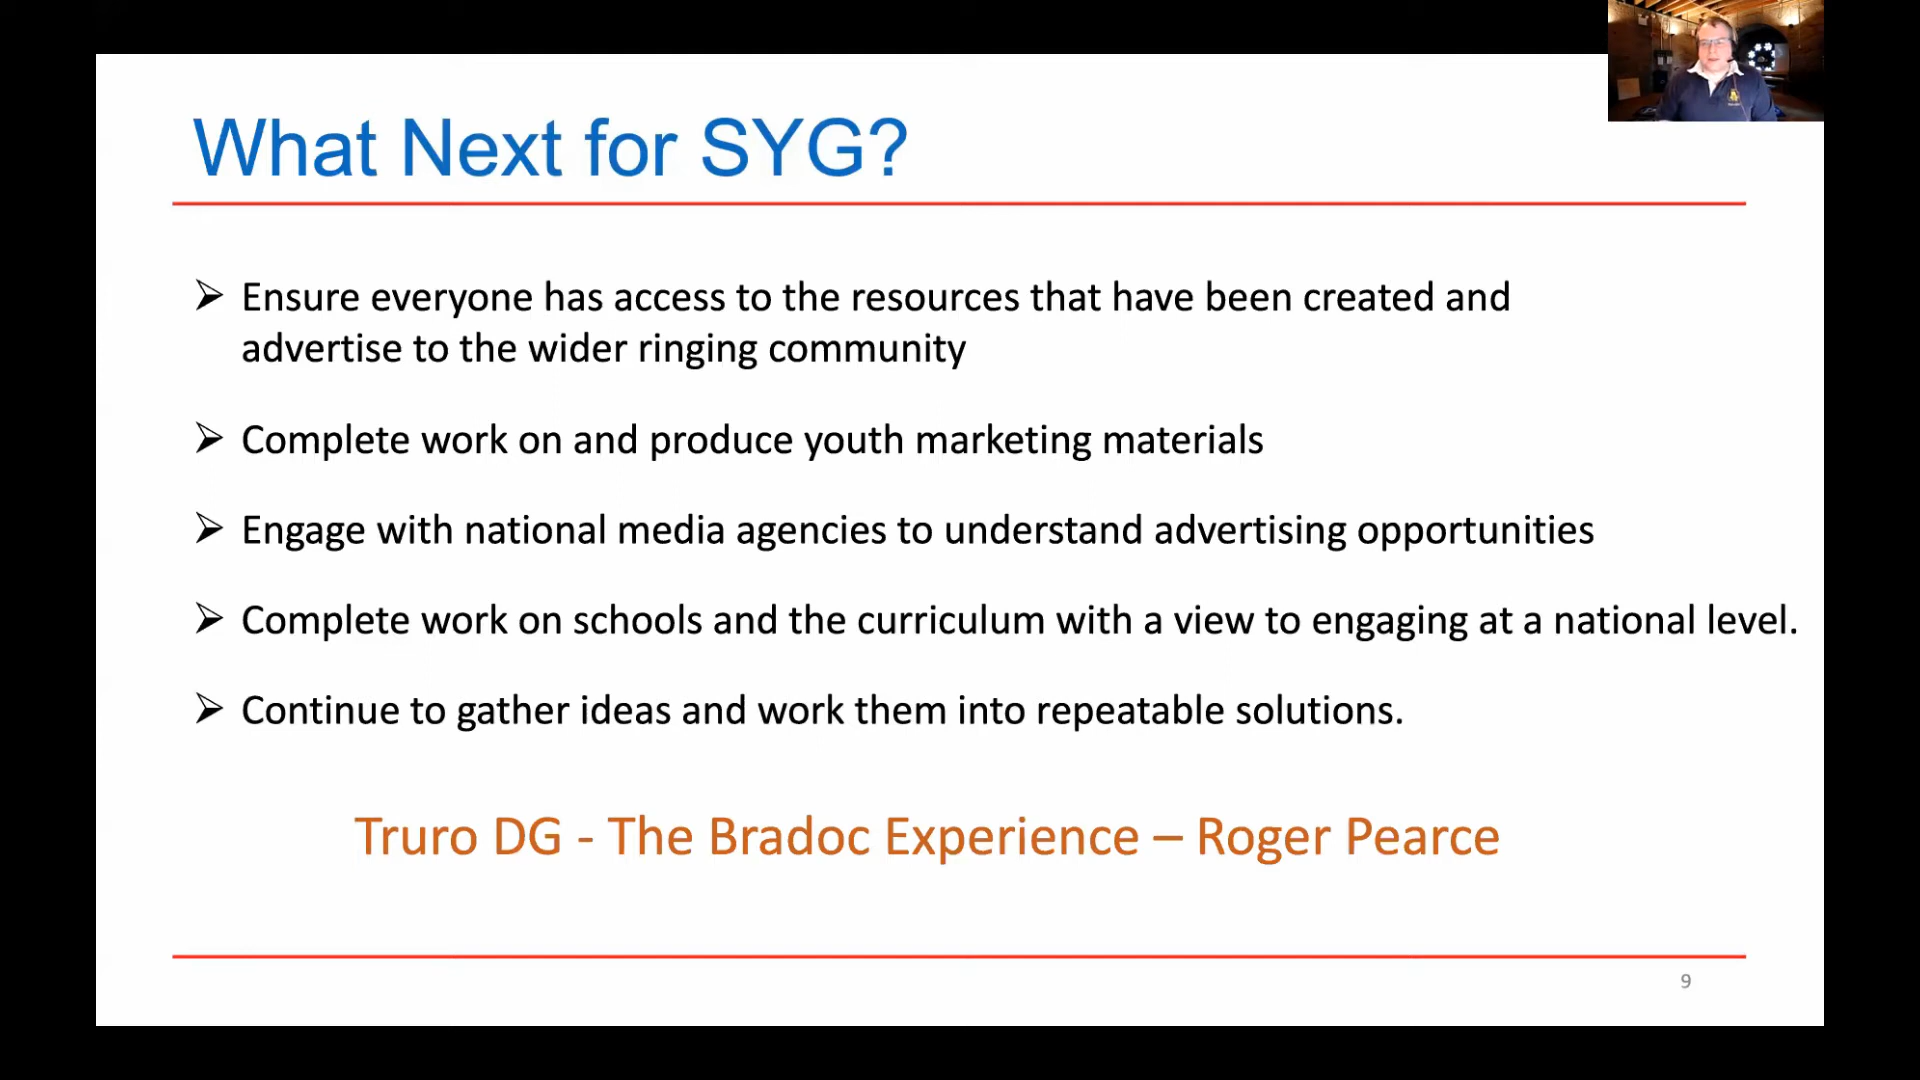 What Next for SYG?
Ensure everyone has access to the resources that have been created and
advertise to the wider ringing community
Complete work on and produce youth marketing materials
Engage with national media agencies to understand advertising opportunities
Complete work on schools and the curriculum with a view to engaging at a national level.
Continue to gather ideas and work them into repeatable solutions.
Truro DG - The Bradoc Experience – Roger Pearce
9